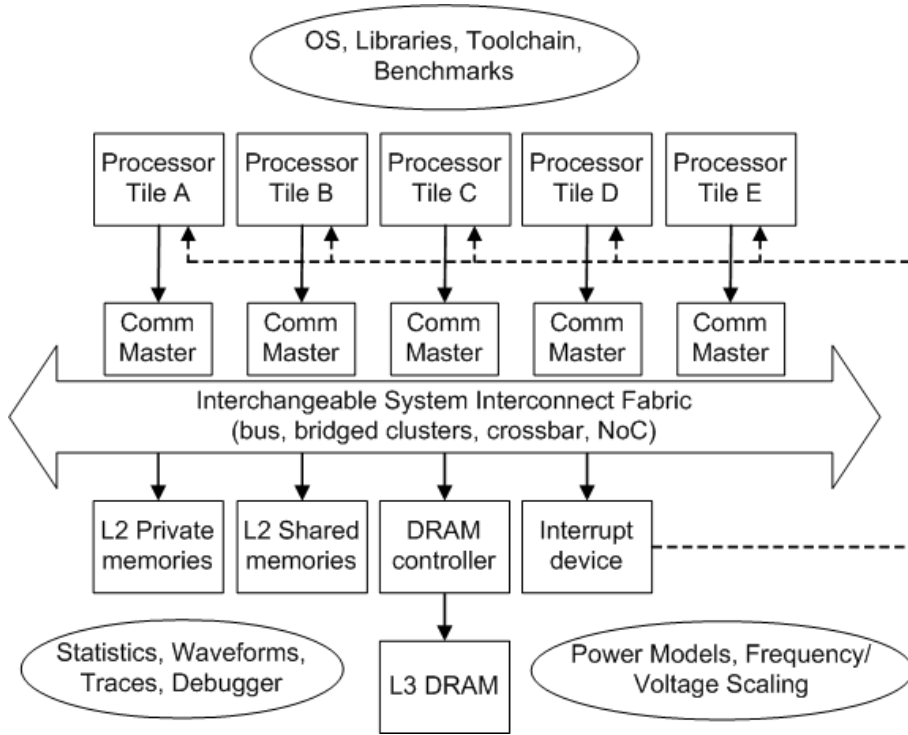 OS, Libraries, Toolchain,
Benchmarks
Processor
Tile A
Processor
Tile B
Processor
Tile C
Processor
Tile D
Processor
Tile E
Comm
Master
Comm
Master
Comm
Master
Comm
Master
Comm
Master
Interchangeable System Interconnect Fabric
(bus, bridged clusters, crossbar, NoC)
L2 Private
memories
L2 Shared
memories
DRAM
controller
Interrupt
device
Statistics, Waveforms,
Traces, Debugger
L3 DRAM
Power Models, Frequency/
Voltage Scaling